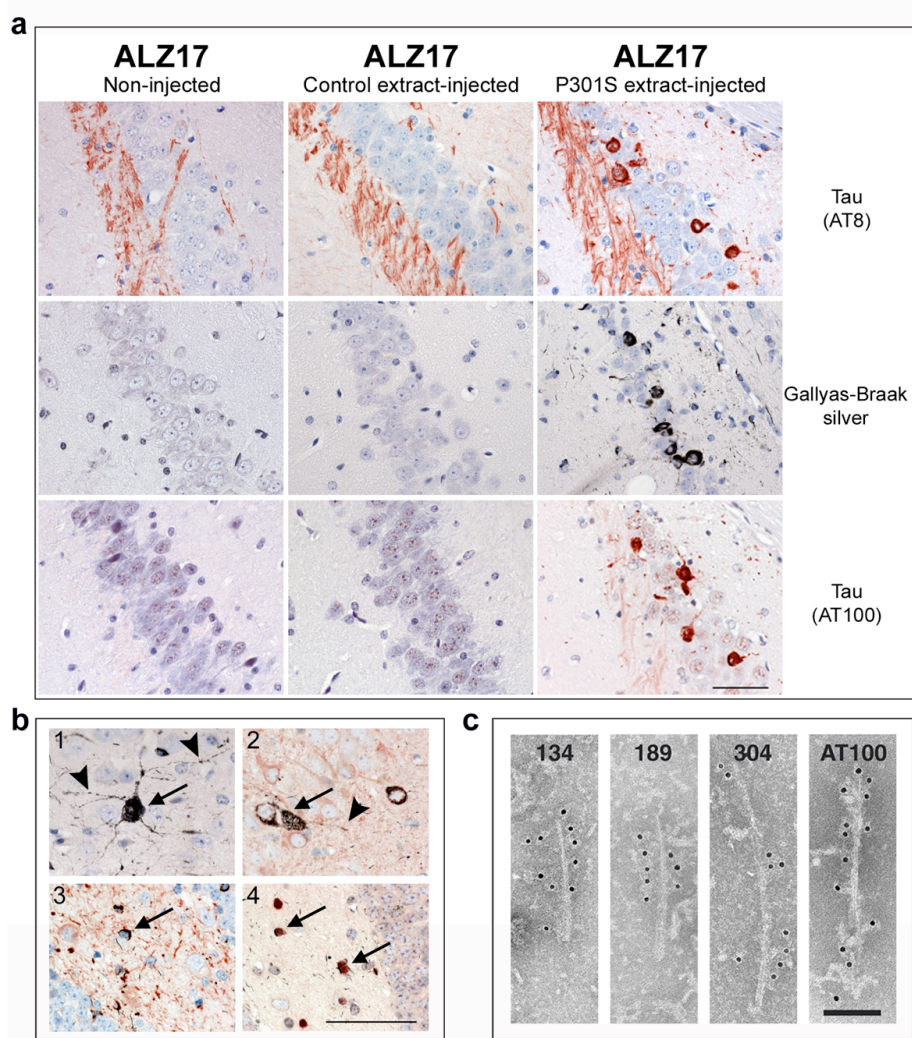 a
ALZ17
Non-injected
ALZ17
Control extract-injected
ALZ17
P301S extract-injected
Tau
(AT8)
Gallyas-Braak
silver
Tau
(AT100)
b
1
2
3
4
c
134
189
304
AT100